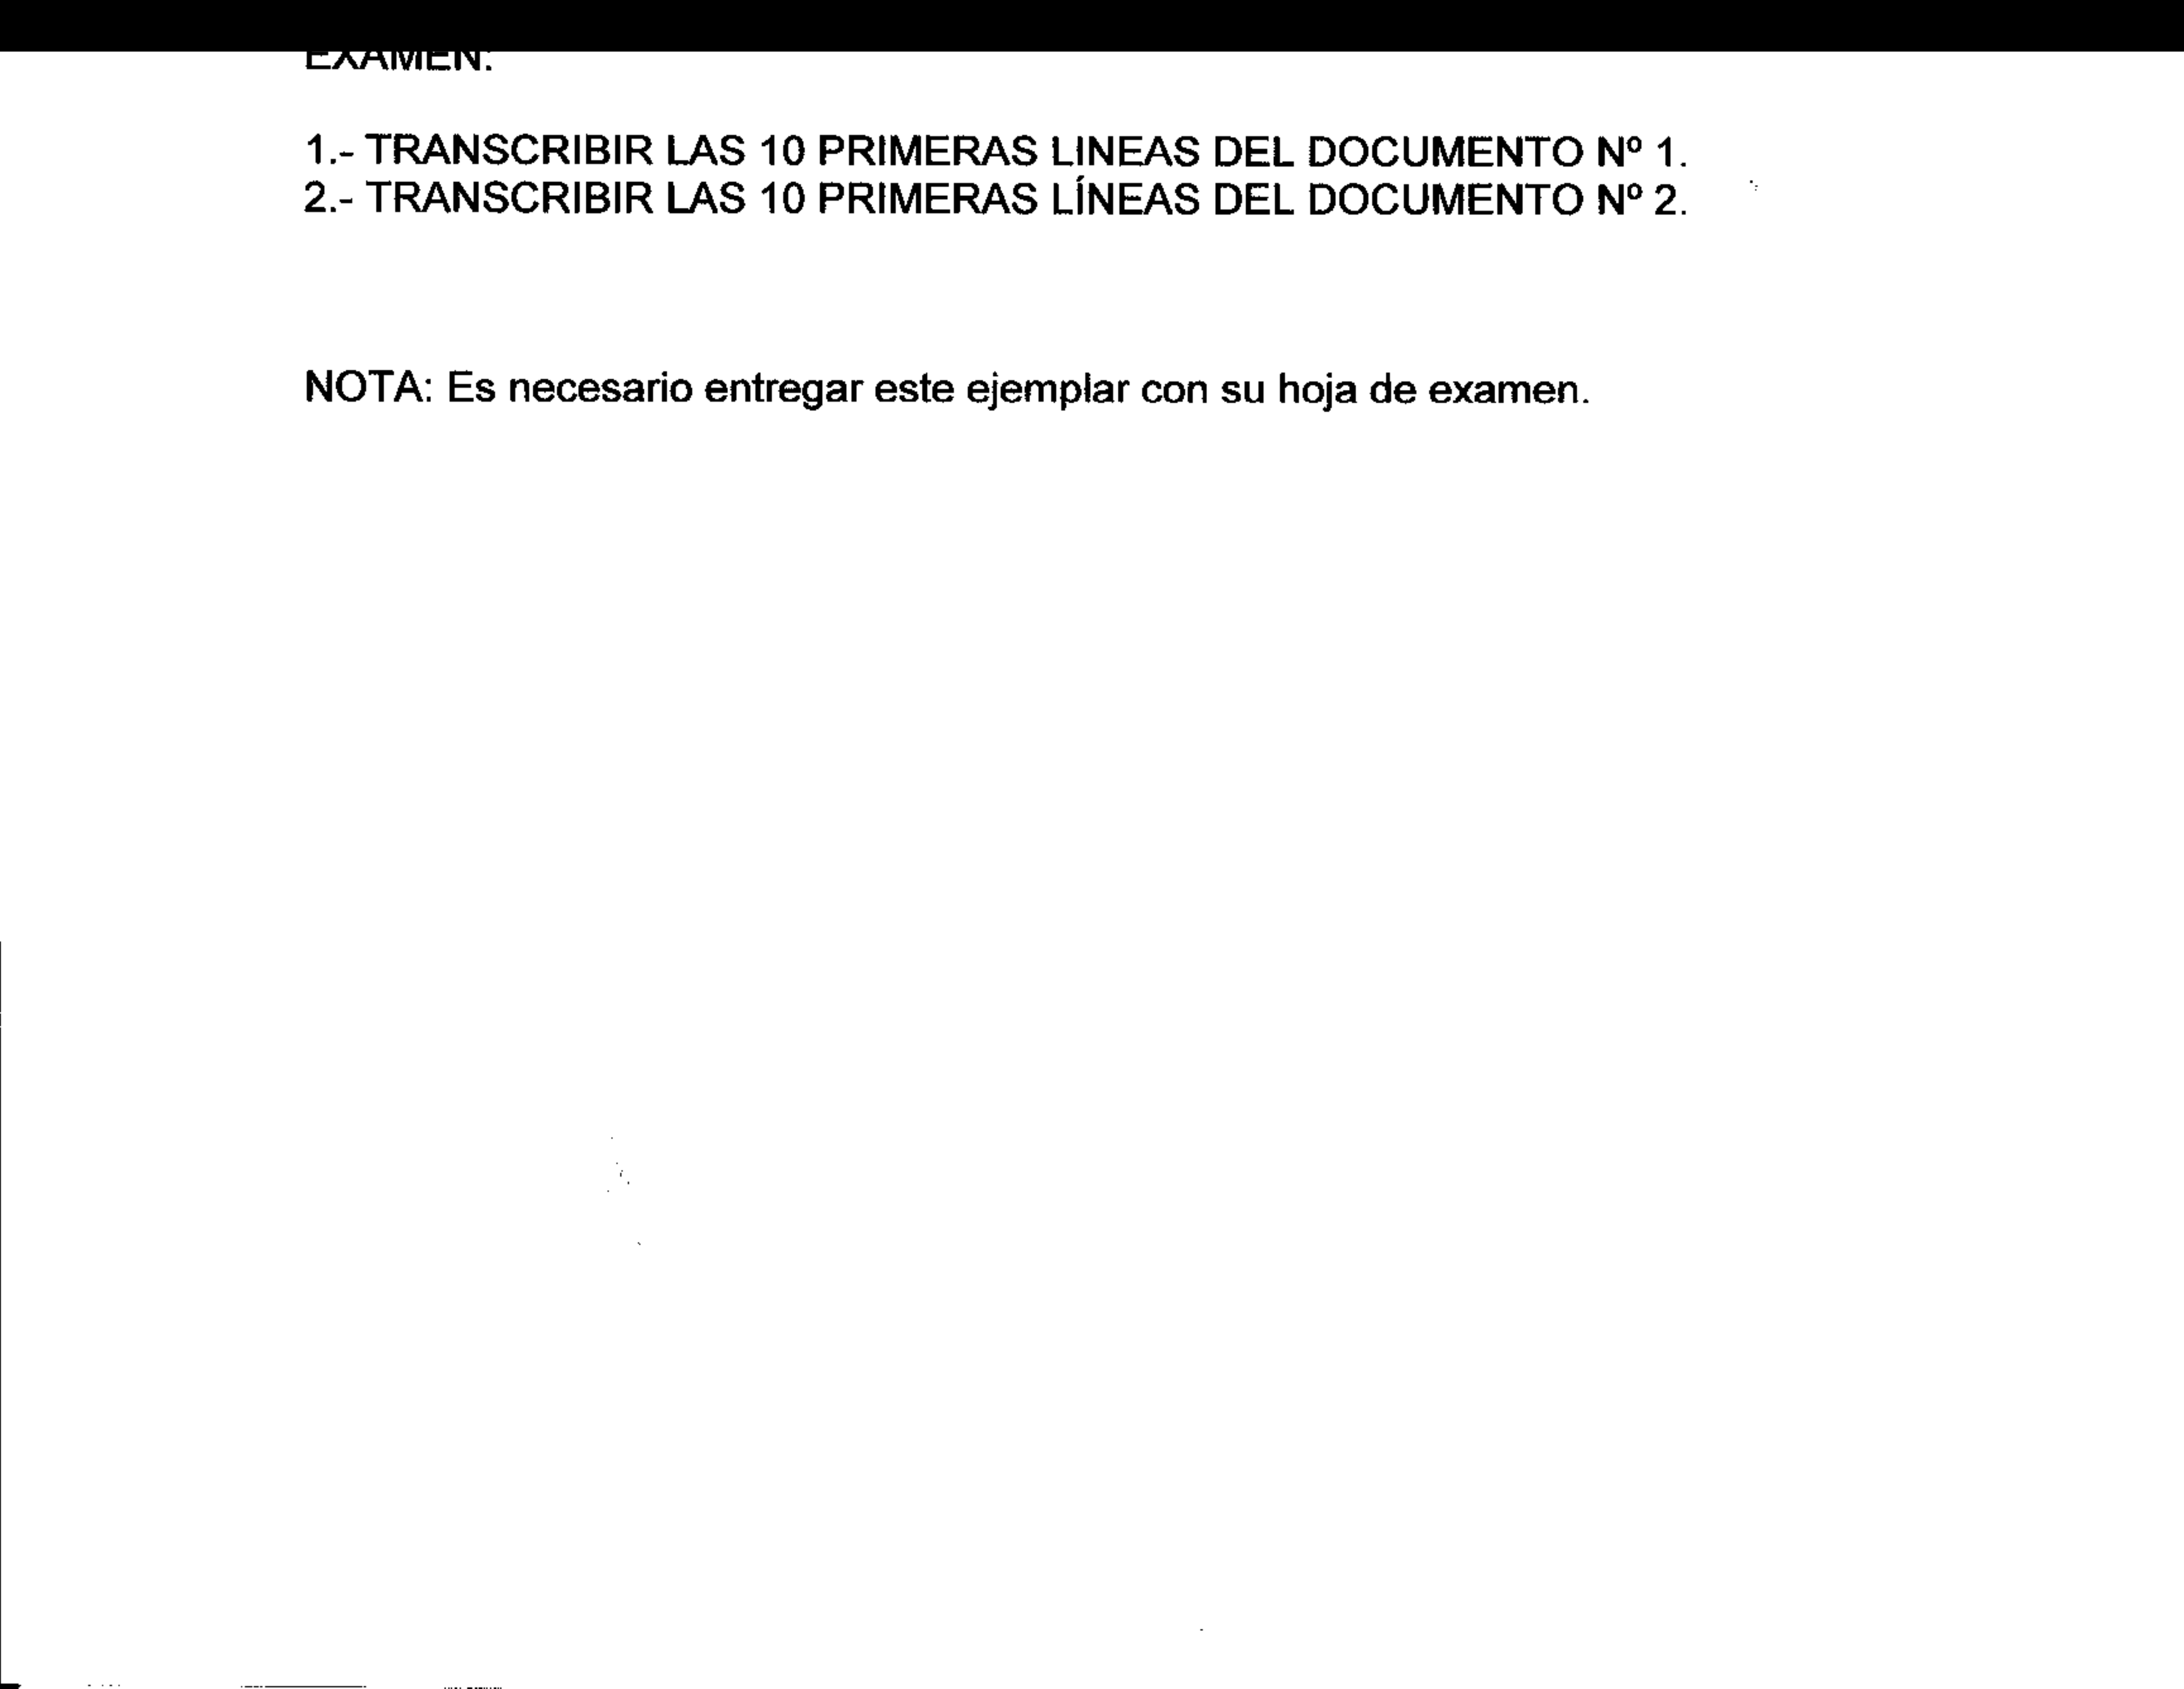 EXAMEN:
1.- TRANSCRIBIR LAS 10 PRIMERAS LINEAS DEL DOCUMENTO Nº 1.
2.- TRANSCRIBIR LAS 10 PRIMERAS LÍNEAS DEL DOCUMENTO Nº 2.
NOTA: Es necesario entregar este ejemplar con su hoja de examen.